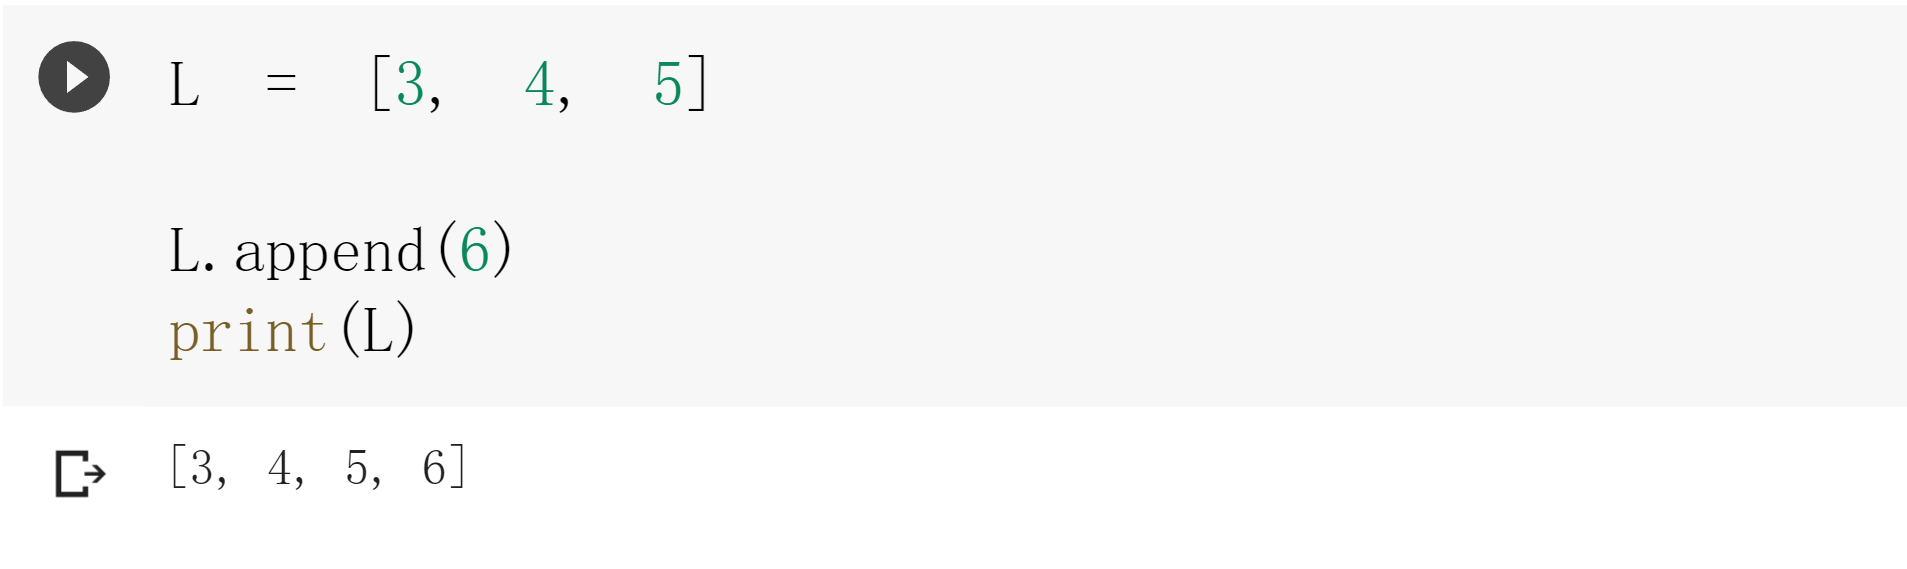 L = [3, 4, 5]
L.append(6)
print(L)
[3, 4, 5, 6]